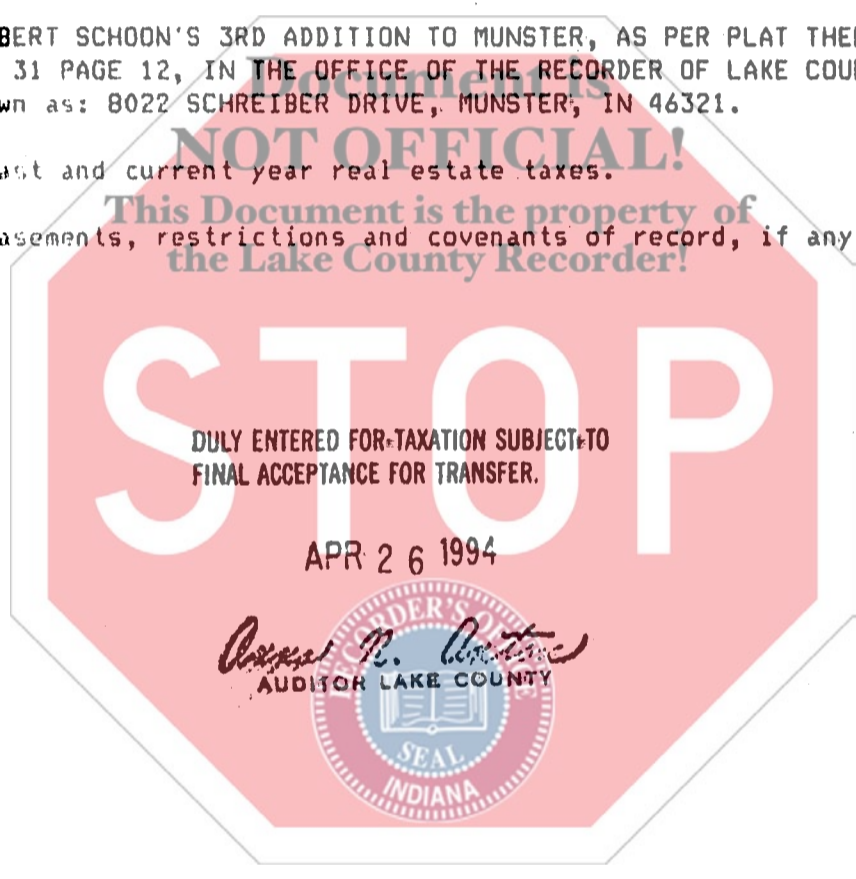 BERT SCHOON'S 3RD ADDITION TO MUNSTER, AS PER PLAT THE
31 PAGE 12, IN THE OFFICE OF THE RECORDER OF LAKE COU
wn as: 8022 SCHREIBER DRIVE, MUNSTER, IN 46321.
Document is
NOT OFFICIAL!
ast and current year real estate taxes.
This Document is the property of
asements, restrictions and covenants of record, if any
the Lake County Recorder!
STOP
DULY ENTERED FOR TAXATION SUBJECT TO
FINAL ACCEPTANCE FOR TRANSFER.
APR 26 1994
AUDITOR LAKE COUNTY
RECORDER'S OFFICE
SEAL
INDIANA